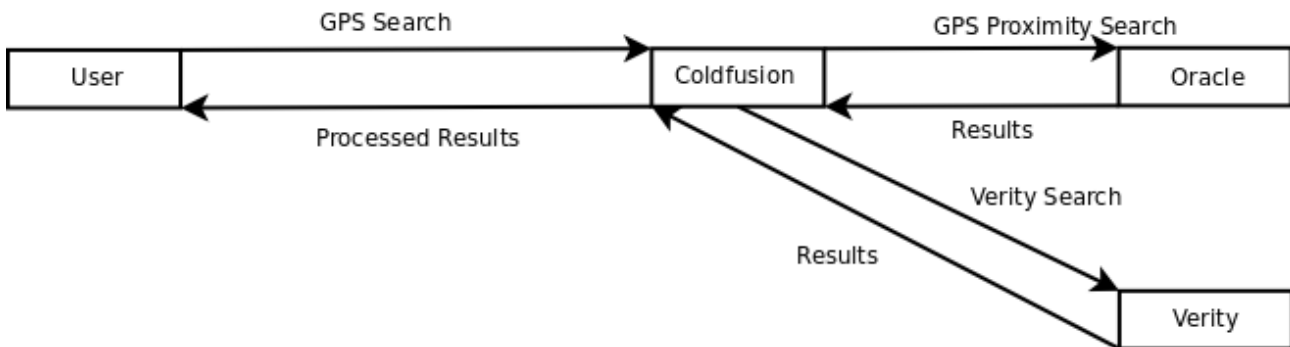 GPS Search
GPS Proximity Search
User
Coldfusion
Oracle
Processed Results
Results
Verity Search
Results
Verity